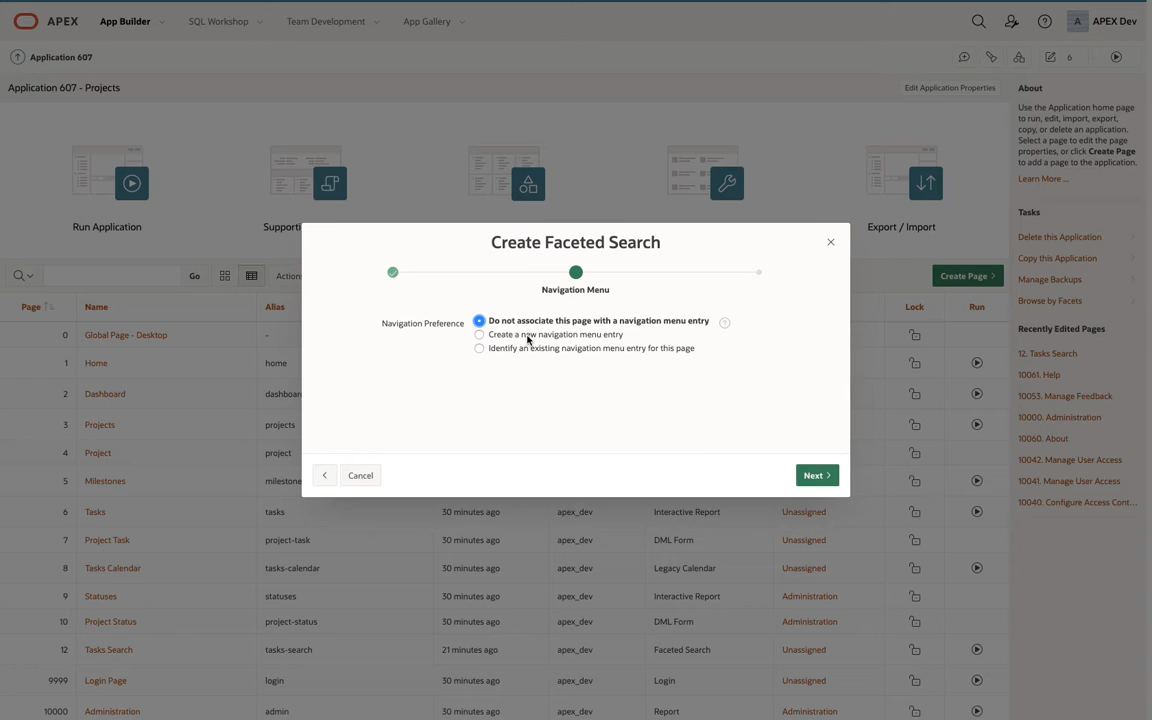 APEX App Builder SQL Workshop Team Development App Gallery A APEX Dev
Application 607 6
Application 607 - Projects Edit Application Properties
Run Application Supporti Export / Import
Create Faceted Search
Navigation Menu
Navigation Preference Do not associate this page with a navigation menu entry ?
Create a new navigation menu entry
Identify an existing navigation menu entry for this page
Cancel Next
Go Actions Create Page
Page Name Alias Lock Run
0 Global Page - Desktop -
1 Home home
2 Dashboard dashboard
3 Projects projects
4 Project project
5 Milestones milestone
6 Tasks tasks 30 minutes ago apex_dev Interactive Report Unassigned
7 Project Task project-task 30 minutes ago apex_dev DML Form Unassigned
8 Tasks Calendar tasks-calendar 30 minutes ago apex_dev Legacy Calendar Unassigned
9 Statuses statuses 30 minutes ago apex_dev Interactive Report Administration
10 Project Status project-status 30 minutes ago apex_dev DML Form Administration
12 Tasks Search tasks-search 21 minutes ago apex_dev Faceted Search Unassigned
9999 Login Page login 30 minutes ago apex_dev Login Unassigned
10000 Administration admin 30 minutes ago apex_dev Report Administration
About
Use the Application home page
to run, edit, import, export,
copy, or delete an application.
Select a page to edit the page
properties, or click Create Page
to add a page to the application.
Learn More ...
Tasks
Delete this Application
Copy this Application
Manage Backups
Browse by Facets
Recently Edited Pages
12. Tasks Search
10061. Help
10053. Manage Feedback
10000. Administration
10060. About
10042. Manage User Access
10041. Manage User Access
10040. Configure Access Cont...